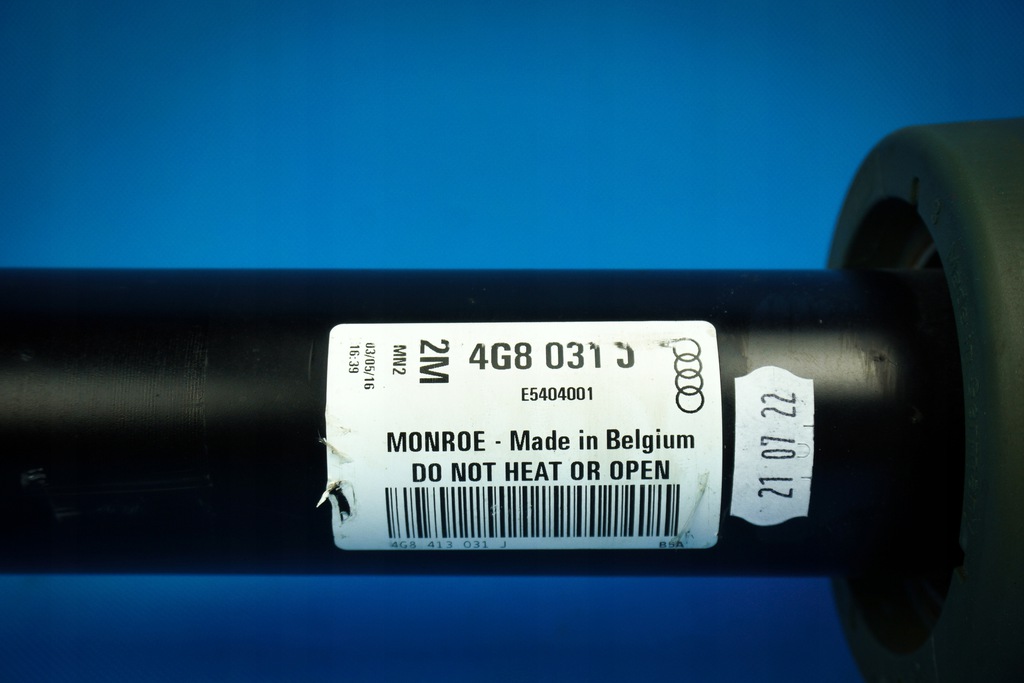 03/05/16
16:39
MN2
2M
4G8 031 J
E5404001
MONROE - Made in Belgium
DO NOT HEAT OR OPEN
4G8 413 031 J
BSA
21 07 22